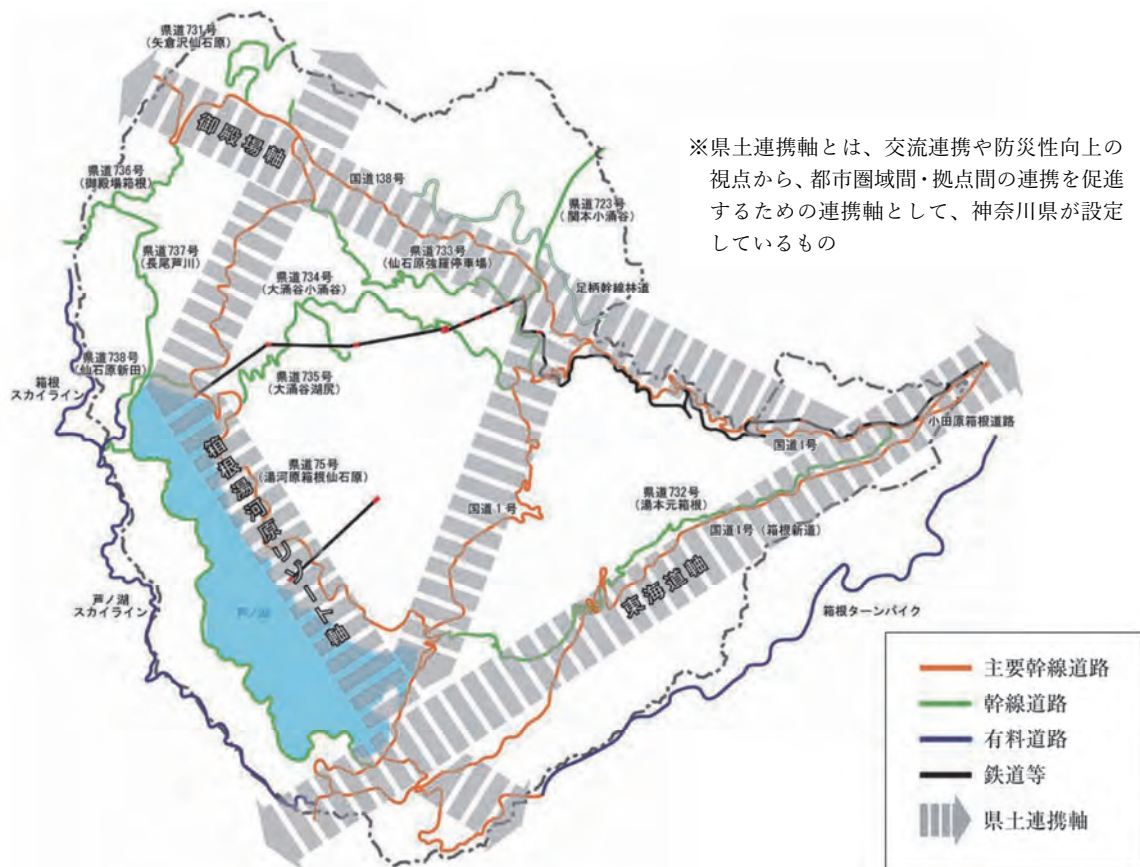 県道731号
(矢倉沢仙石原)
御殿場軸
※県土連携軸とは、交流連携や防災性向上の
視点から、都市圏域間・拠点間の連携を促進
するための連携軸として、神奈川県が設定
しているもの
県道736号
(御殿場箱根)
国道138号
県道723号
(関本小涌谷)
県道737号
(長尾芦川)
県道733号
(仙石原強羅停車場)
県道734号
(大涌谷小涌谷)
足柄幹線林道
県道738号
(仙石原新田)
箱根
スカイライン
県道735号
(大涌谷湖尻)
小田原箱根道路
国道1号
箱根湯河原リピート軸
県道75号
(湯河原箱根仙石原)
県道732号
(湯本元箱根)
国道1号
国道1号(箱根新道)
東海道軸
芦ノ湖
スカイライン
芦ノ湖
箱根ターンパイク
主要幹線道路
幹線道路
有料道路
鉄道等
県土連携軸